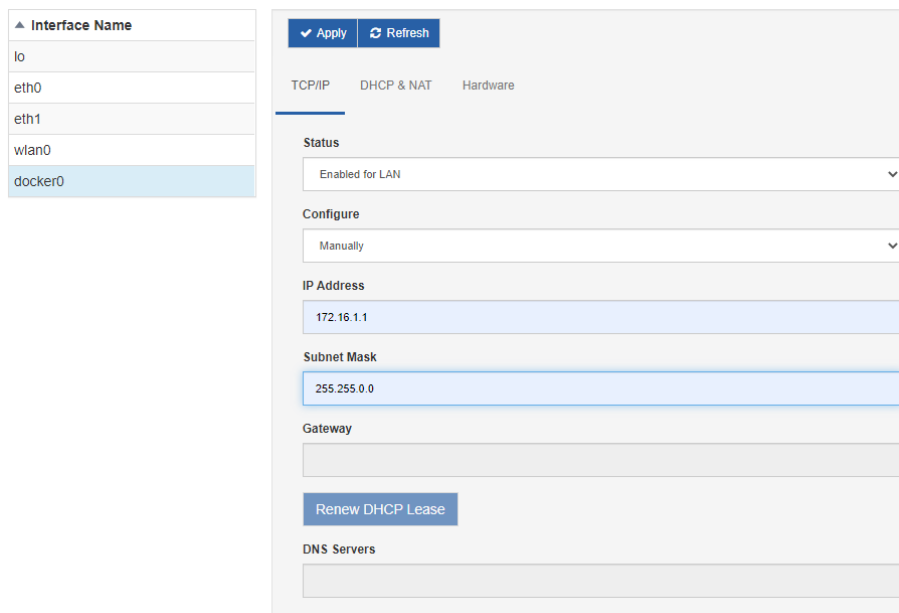 Interface Name
lo
eth0
eth1
wlan0
docker0
Apply Refresh
TCP/IP DHCP & NAT Hardware
Status
Enabled for LAN
Configure
Manually
IP Address
172.16.1.1
Subnet Mask
255.255.0.0
Gateway
Renew DHCP Lease
DNS Servers